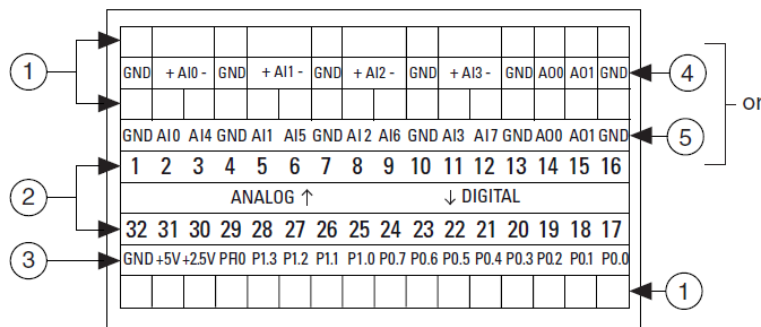 GND + AI0 - GND + AI1 - GND + AI2 - GND + AI3 - GND AO0 AO1 GND
GND AI0 AI4 GND AI1 AI5 GND AI2 AI6 GND AI3 AI7 GND AO0 AO1 GND
1 2 3 4 5 6 7 8 9 10 11 12 13 14 15 16
ANALOG ↑ ↓ DIGITAL
32 31 30 29 28 27 26 25 24 23 22 21 20 19 18 17
GND +5V +2.5V PFI0 P1.3 P1.2 P1.1 P1.0 P0.7 P0.6 P0.5 P0.4 P0.3 P0.2 P0.1 P0.0
1
2
3
4
5
1
or